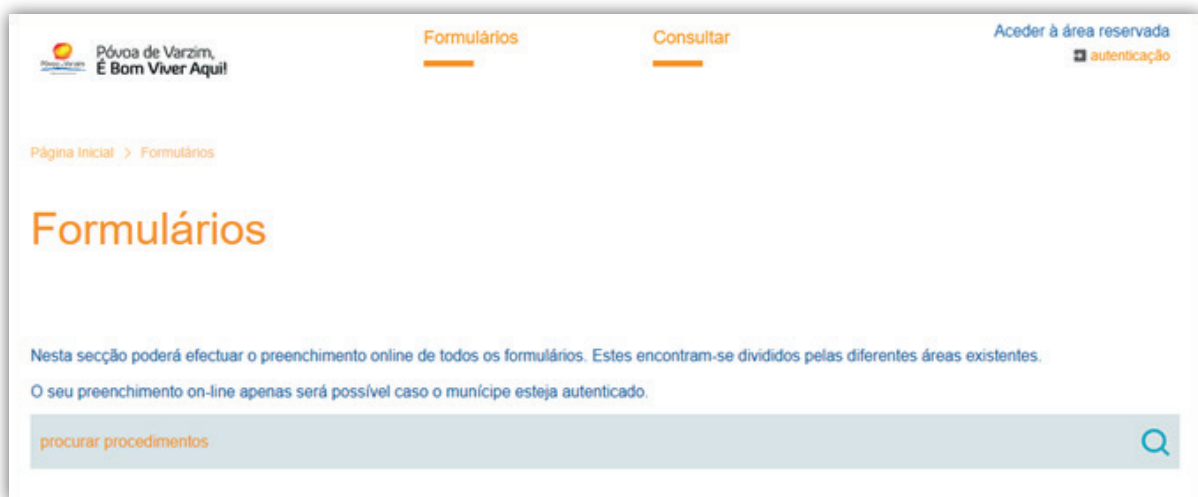 Póvoa de Varzim,
É Bom Viver Aqui!
Formulários
Consultar
Aceder à área reservada
autenticação
Página Inicial > Formulários
Formulários
Nesta secção poderá efectuar o preenchimento online de todos os formulários. Estes encontram-se divididos pelas diferentes áreas existentes.
O seu preenchimento on-line apenas será possível caso o munícipe esteja autenticado.
procurar procedimentos